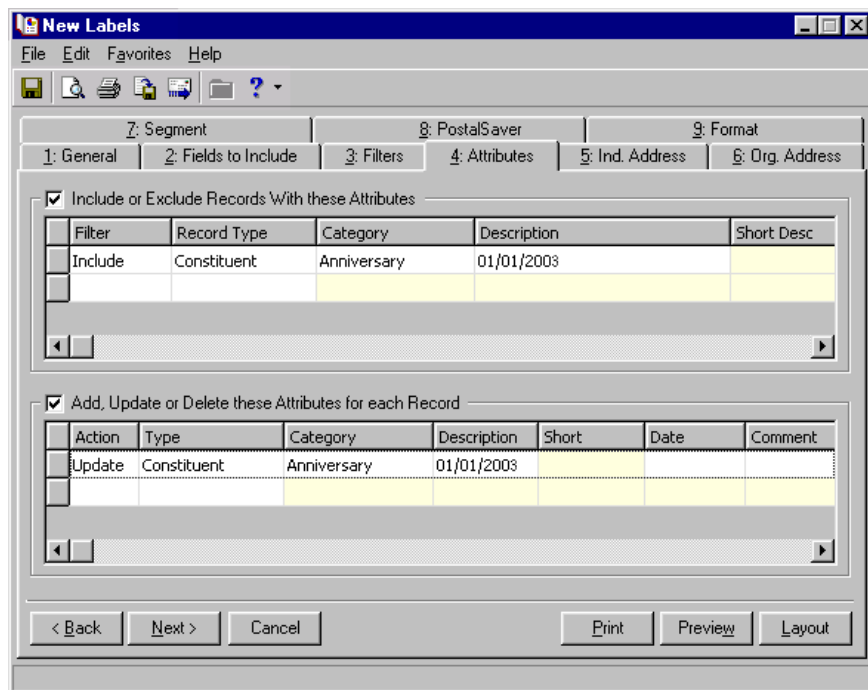 New Labels
File Edit Favorites Help
?
7: Segment 8: PostalSaver 9: Format
1: General 2: Fields to Include 3: Filters 4: Attributes 5: Ind. Address 6: Org. Address
Include or Exclude Records With these Attributes
Filter Record Type Category Description Short Desc
Include Constituent Anniversary 01/01/2003
Add, Update or Delete these Attributes for each Record
Action Type Category Description Short Date Comment
Update Constituent Anniversary 01/01/2003
< Back Next > Cancel Print Preview Layout